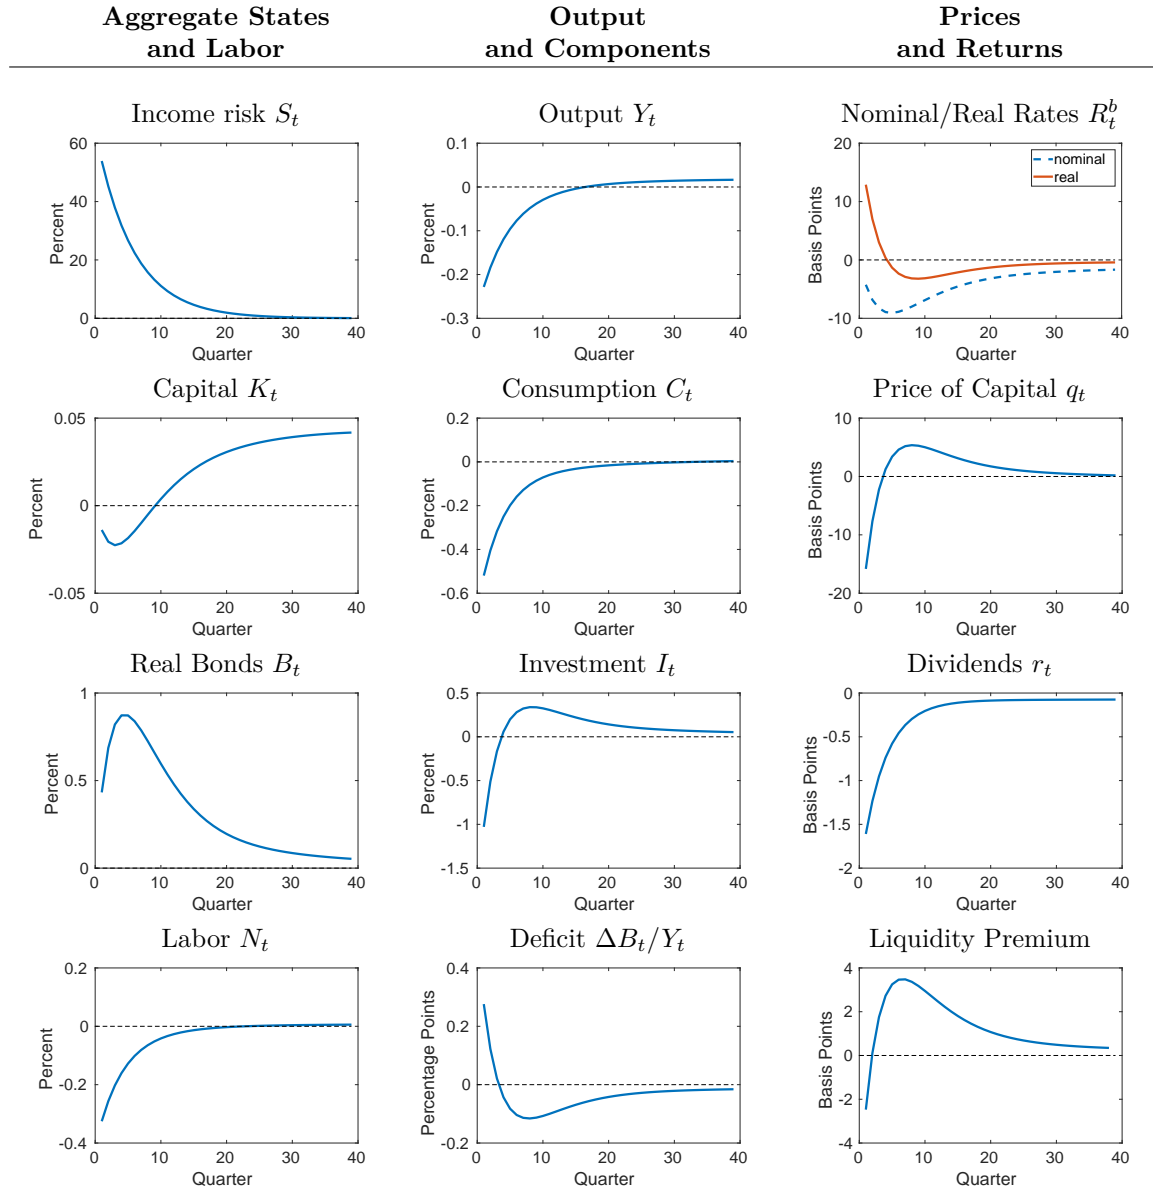 Aggregate States
and Labor
Output
and Components
Prices
and Returns
Income risk S_t
60
40
20
0
Percent
0 10 20 30 40
Quarter
Output Y_t
0.1
0
-0.1
-0.2
-0.3
Percent
0 10 20 30 40
Quarter
Nominal/Real Rates R_t^b
20
10
0
-10
Basis Points
nominal
real
0 10 20 30 40
Quarter
Capital K_t
0.05
0
-0.05
Percent
0 10 20 30 40
Quarter
Consumption C_t
0.2
0
-0.2
-0.4
-0.6
Percent
0 10 20 30 40
Quarter
Price of Capital q_t
10
0
-10
-20
Basis Points
0 10 20 30 40
Quarter
Real Bonds B_t
1
0.5
0
Percent
0 10 20 30 40
Quarter
Investment I_t
0.5
0
-0.5
-1
-1.5
Percent
0 10 20 30 40
Quarter
Dividends r_t
0
-0.5
-1
-1.5
-2
Basis Points
0 10 20 30 40
Quarter
Labor N_t
0.2
0
-0.2
-0.4
Percent
0 10 20 30 40
Quarter
Deficit ΔB_t/Y_t
0.4
0.2
0
-0.2
Percentage Points
0 10 20 30 40
Quarter
Liquidity Premium
4
2
0
-2
-4
Basis Points
0 10 20 30 40
Quarter